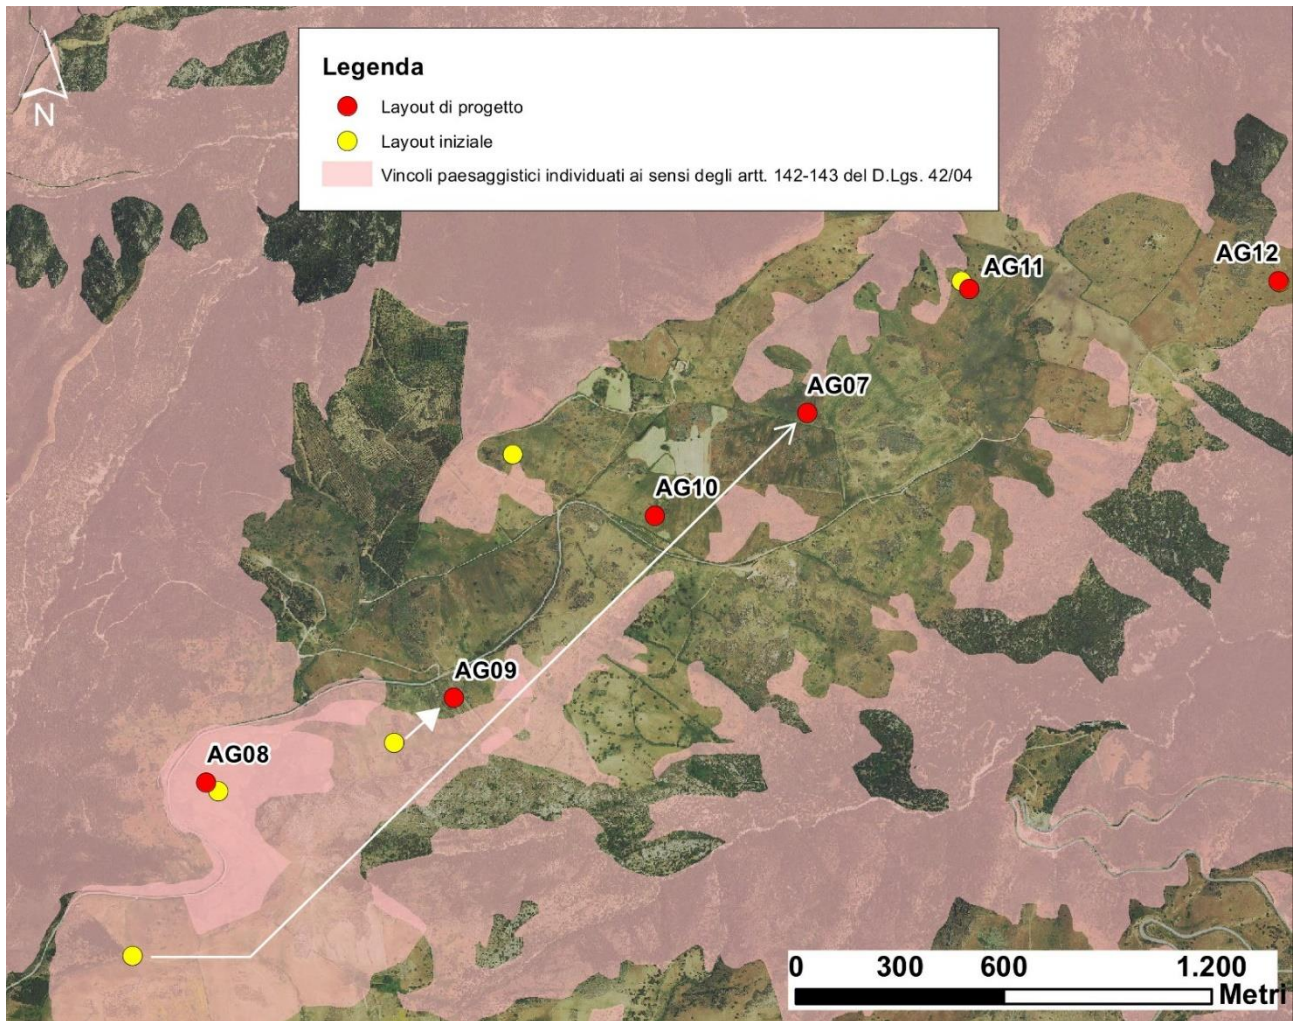 N
Legenda
Layout di progetto
Layout iniziale
Vincoli paesaggistici individuati ai sensi degli artt. 142-143 del D.Lgs. 42/04
AG12
AG11
AG07
AG10
AG09
AG08
0 300 600 1.200
Metri